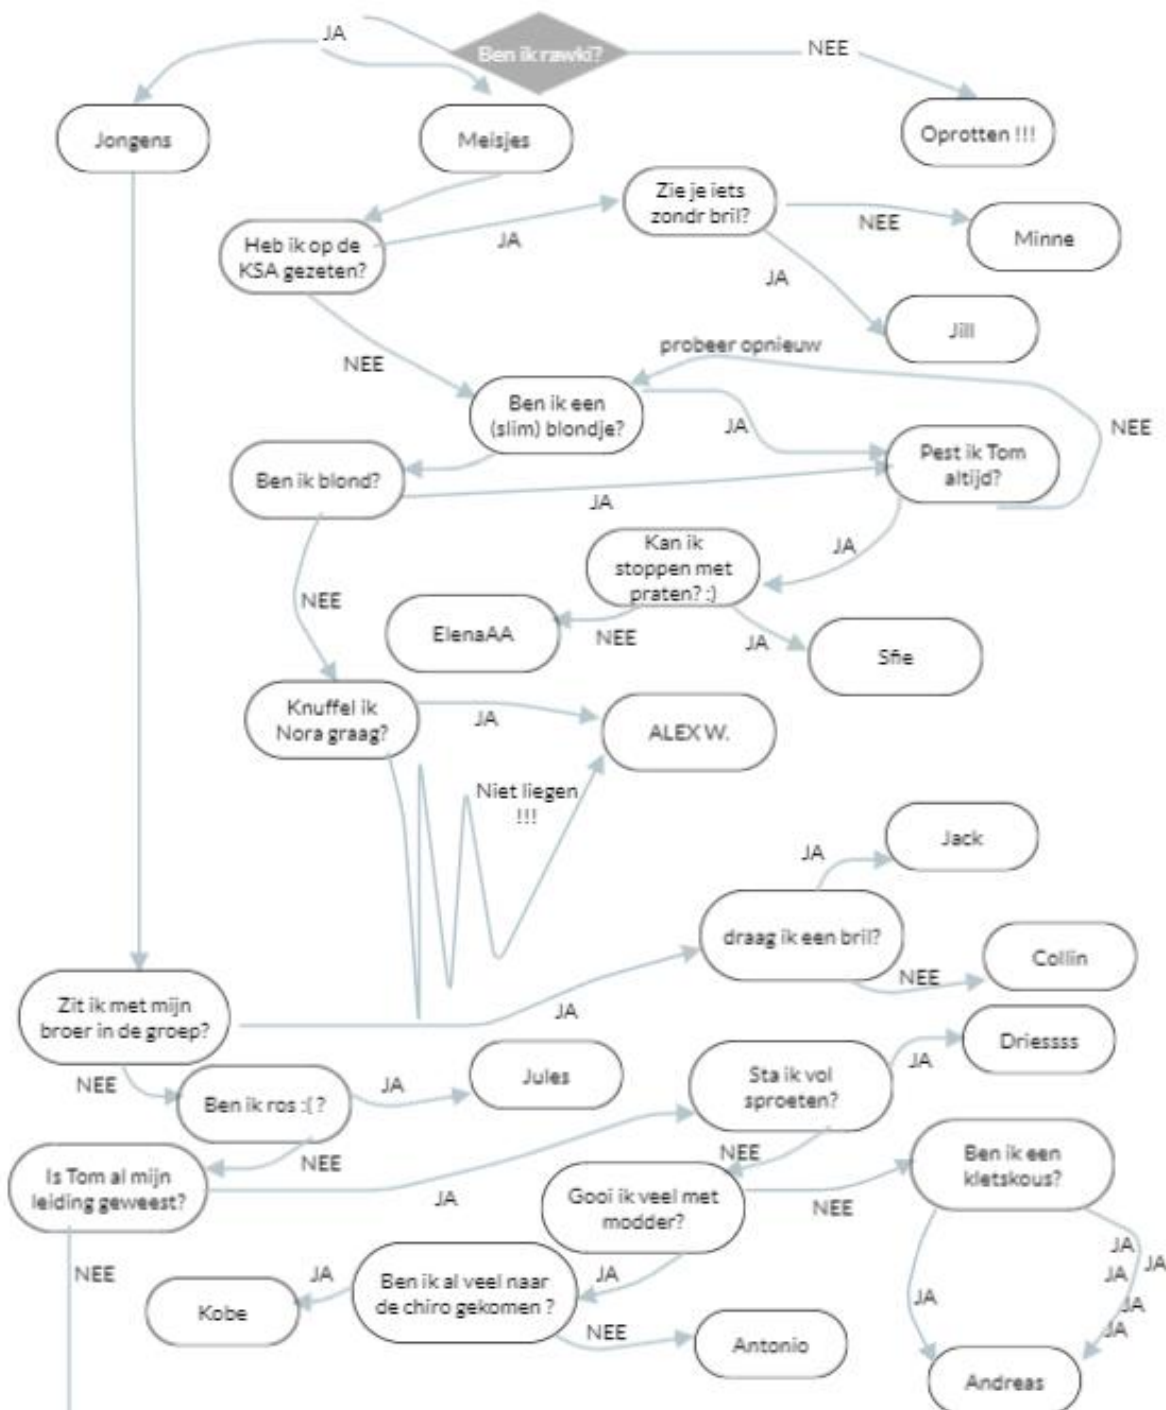 Ben ik rawki?
JA
NEE
Jongens
Meisjes
Oprotten !!!
Zie je iets
zondr bril?
NEE
Minne
Heb ik op de
KSA gezeten?
JA
JA
Jill
NEE
probeer opnieuw
Ben ik een
(slim) blondje?
JA
NEE
Pest ik Tom
altijd?
Ben ik blond?
JA
Kan ik
stoppen met
praten? :)
JA
NEE
ElenaAA
NEE
JA
Sfie
Knuffel ik
Nora graag?
JA
ALEX W.
Niet liegen
!!!
Jack
JA
draag ik een bril?
Collin
NEE
Zit ik met mijn
broer in de groep?
JA
Driessss
NEE
Jules
Sta ik vol
sproeten?
JA
Ben ik ros :( ?
JA
NEE
NEE
Ben ik een
kletskous?
Is Tom al mijn
leiding geweest?
JA
Gooi ik veel met
modder?
NEE
NEE
JA
JA
JA
JA
JA
JA
Ben ik al veel naar
de chiro gekomen ?
JA
JA
Kobe
NEE
Antonio
Andreas